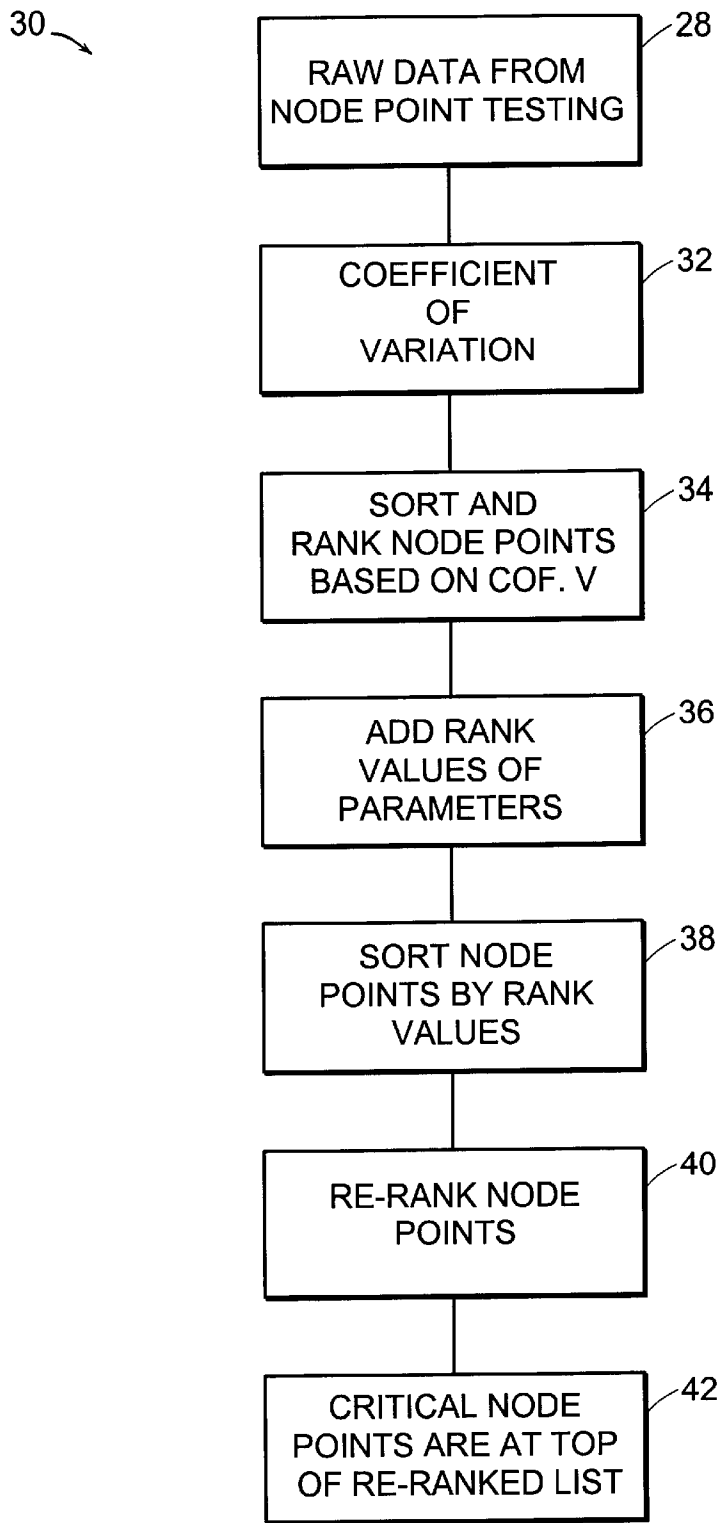 30
28
RAW DATA FROM
NODE POINT TESTING
32
COEFFICIENT
OF
VARIATION
34
SORT AND
RANK NODE POINTS
BASED ON COF. V
36
ADD RANK
VALUES OF
PARAMETERS
38
SORT NODE
POINTS BY RANK
VALUES
40
RE-RANK NODE
POINTS
42
CRITICAL NODE
POINTS ARE AT TOP
OF RE-RANKED LIST